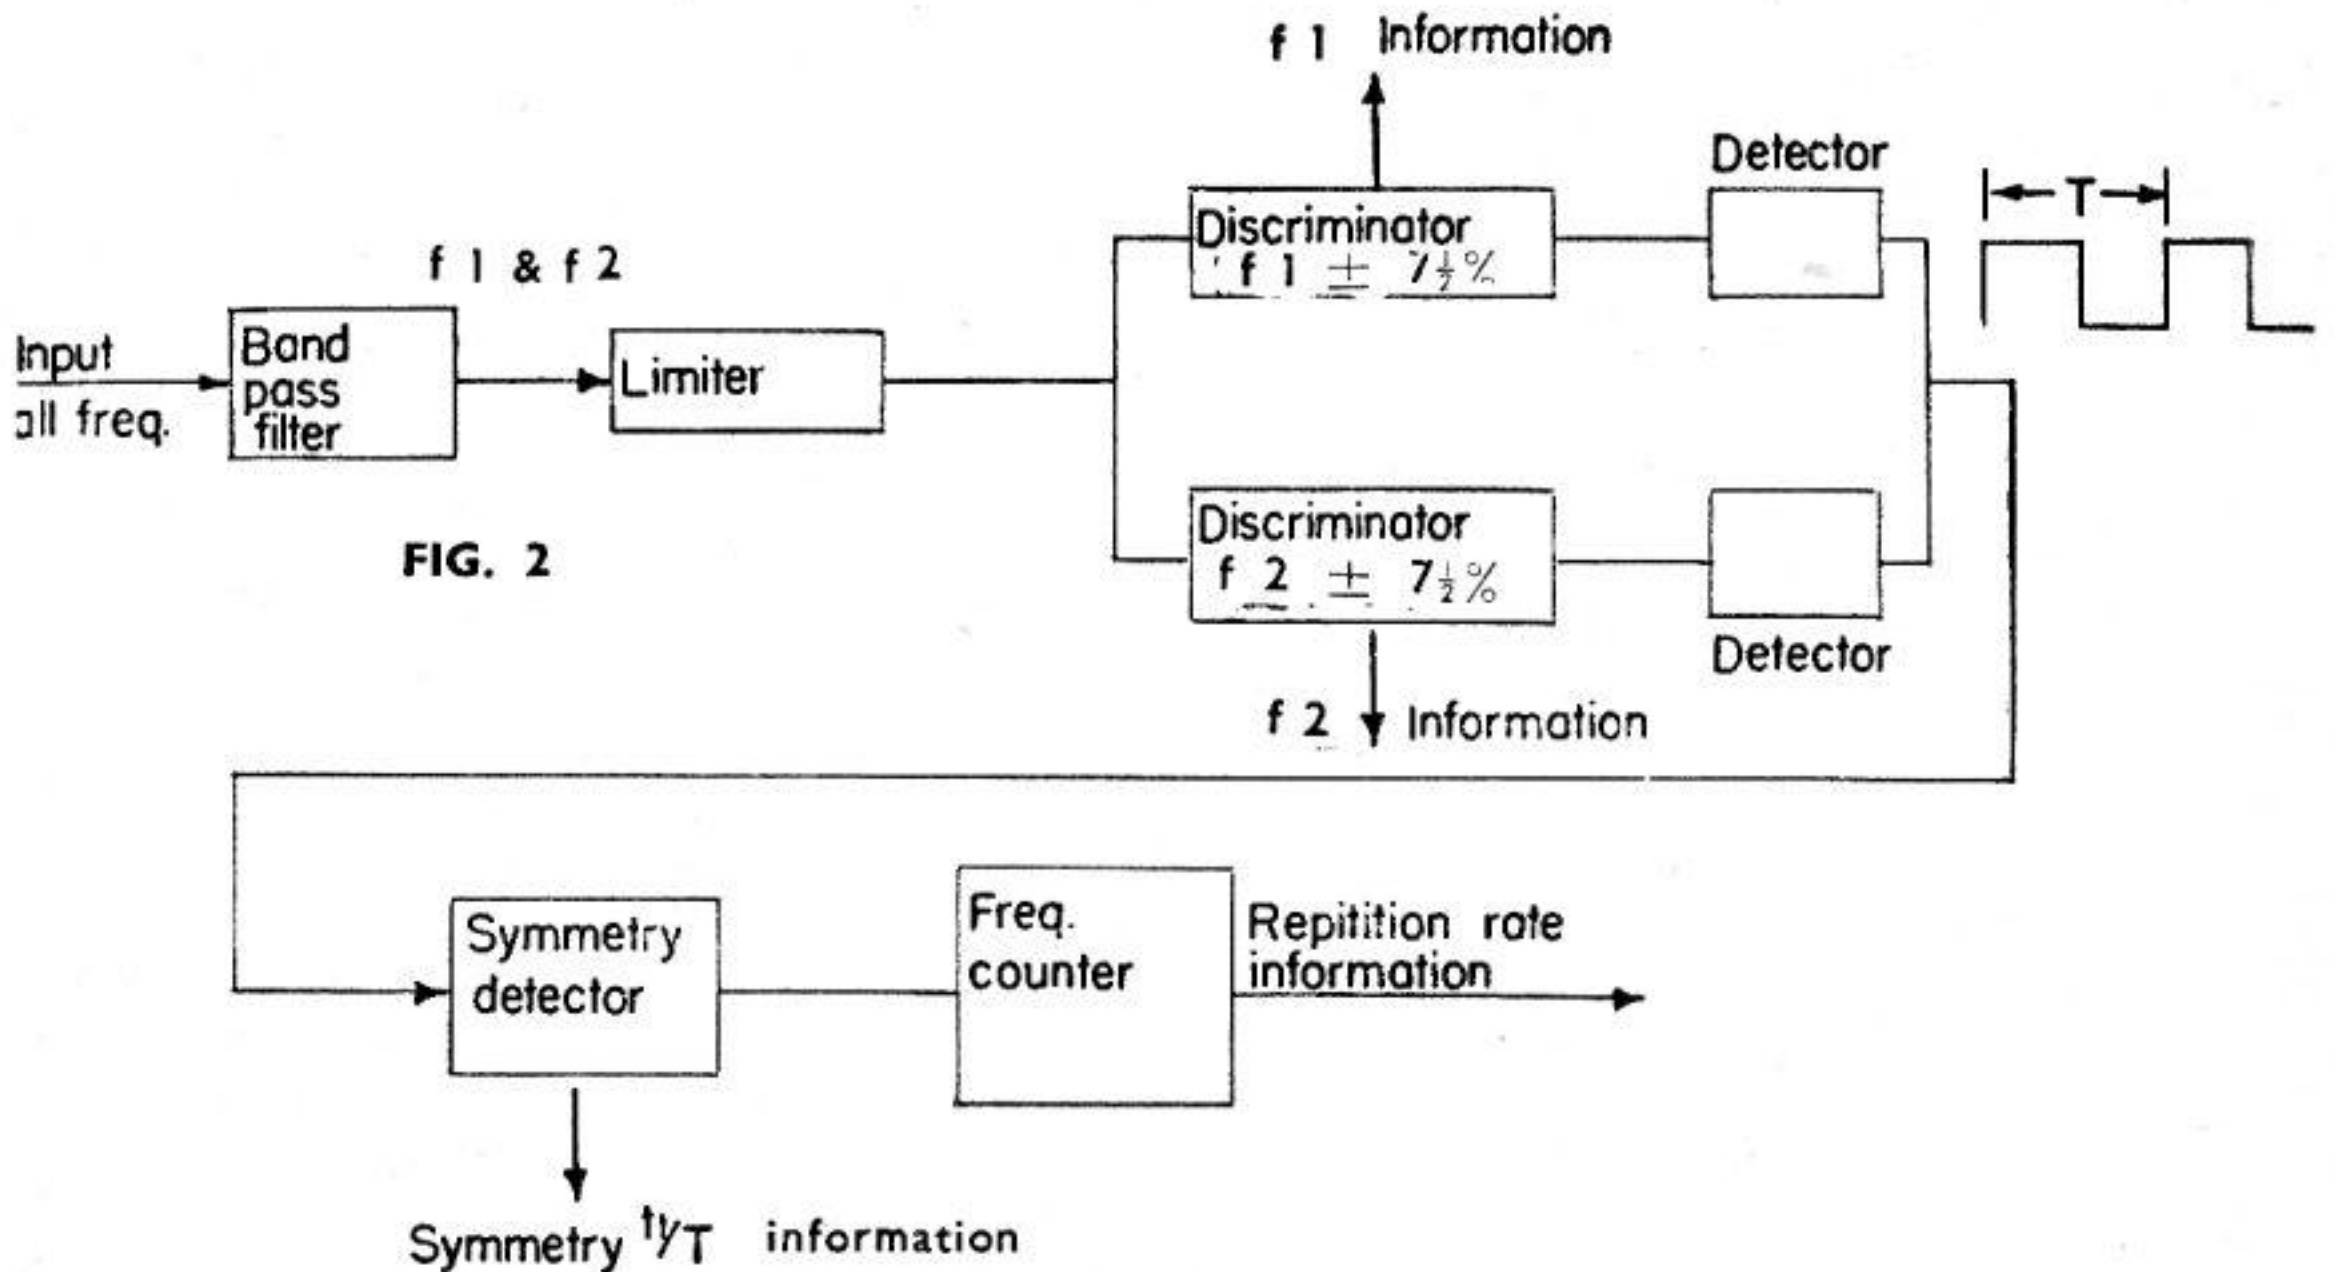 f 1 Information
Detector
T
Discriminator
f 1 ± 7½%
f 1 & f 2
Input
all freq.
Band
pass
filter
Limiter
FIG. 2
Discriminator
f 2 ± 7½%
Detector
f 2 Information
Symmetry
detector
Freq.
counter
Repitition rate
information
Symmetry t1/T information